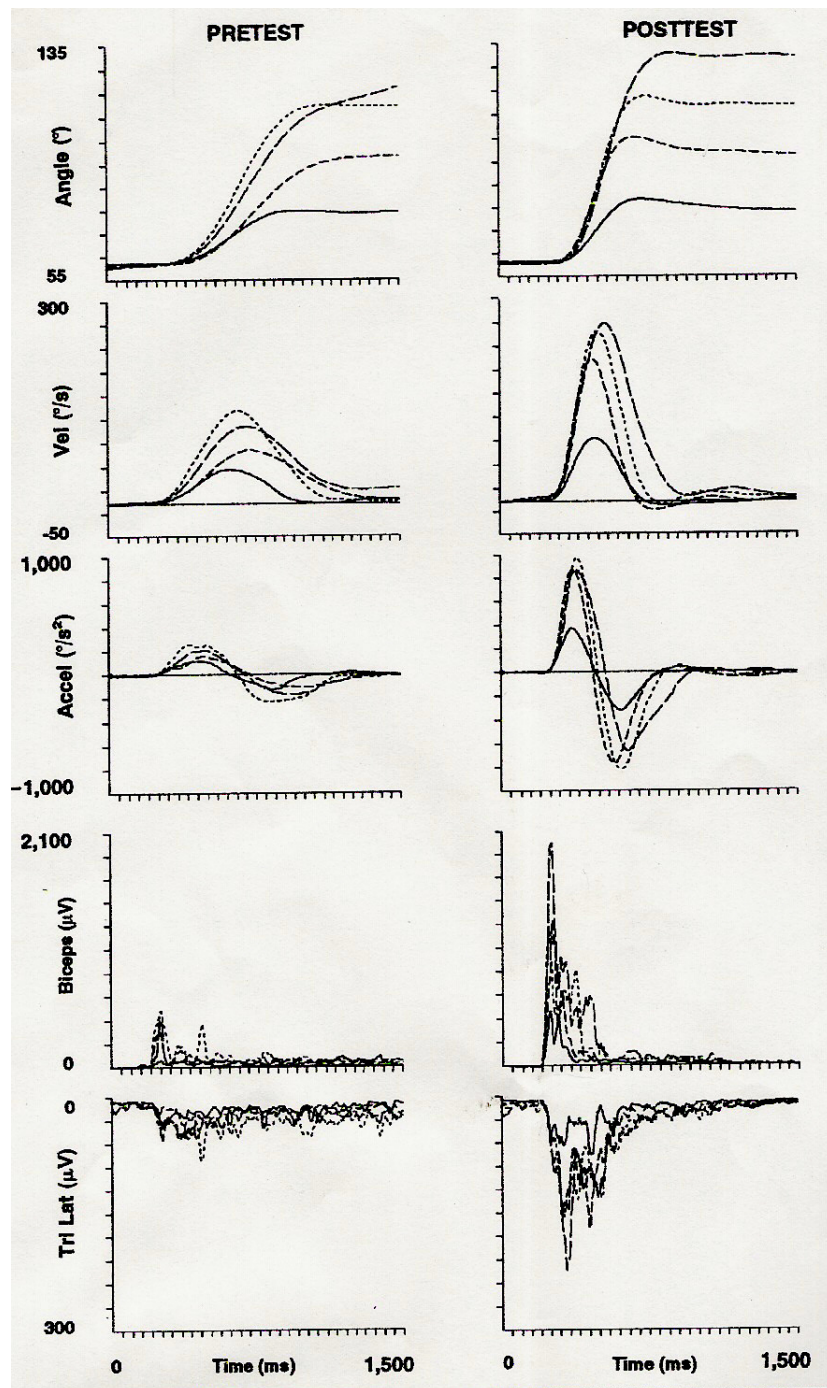 PRETEST
POSTTEST
135
Angle (°)
55
300
Vel (°/s)
-50
1,000
Accel (°/s²)
-1,000
2,100
Biceps (µV)
0
0
Tri Lat (µV)
300
0 Time (ms) 1,500
0 Time (ms) 1,500